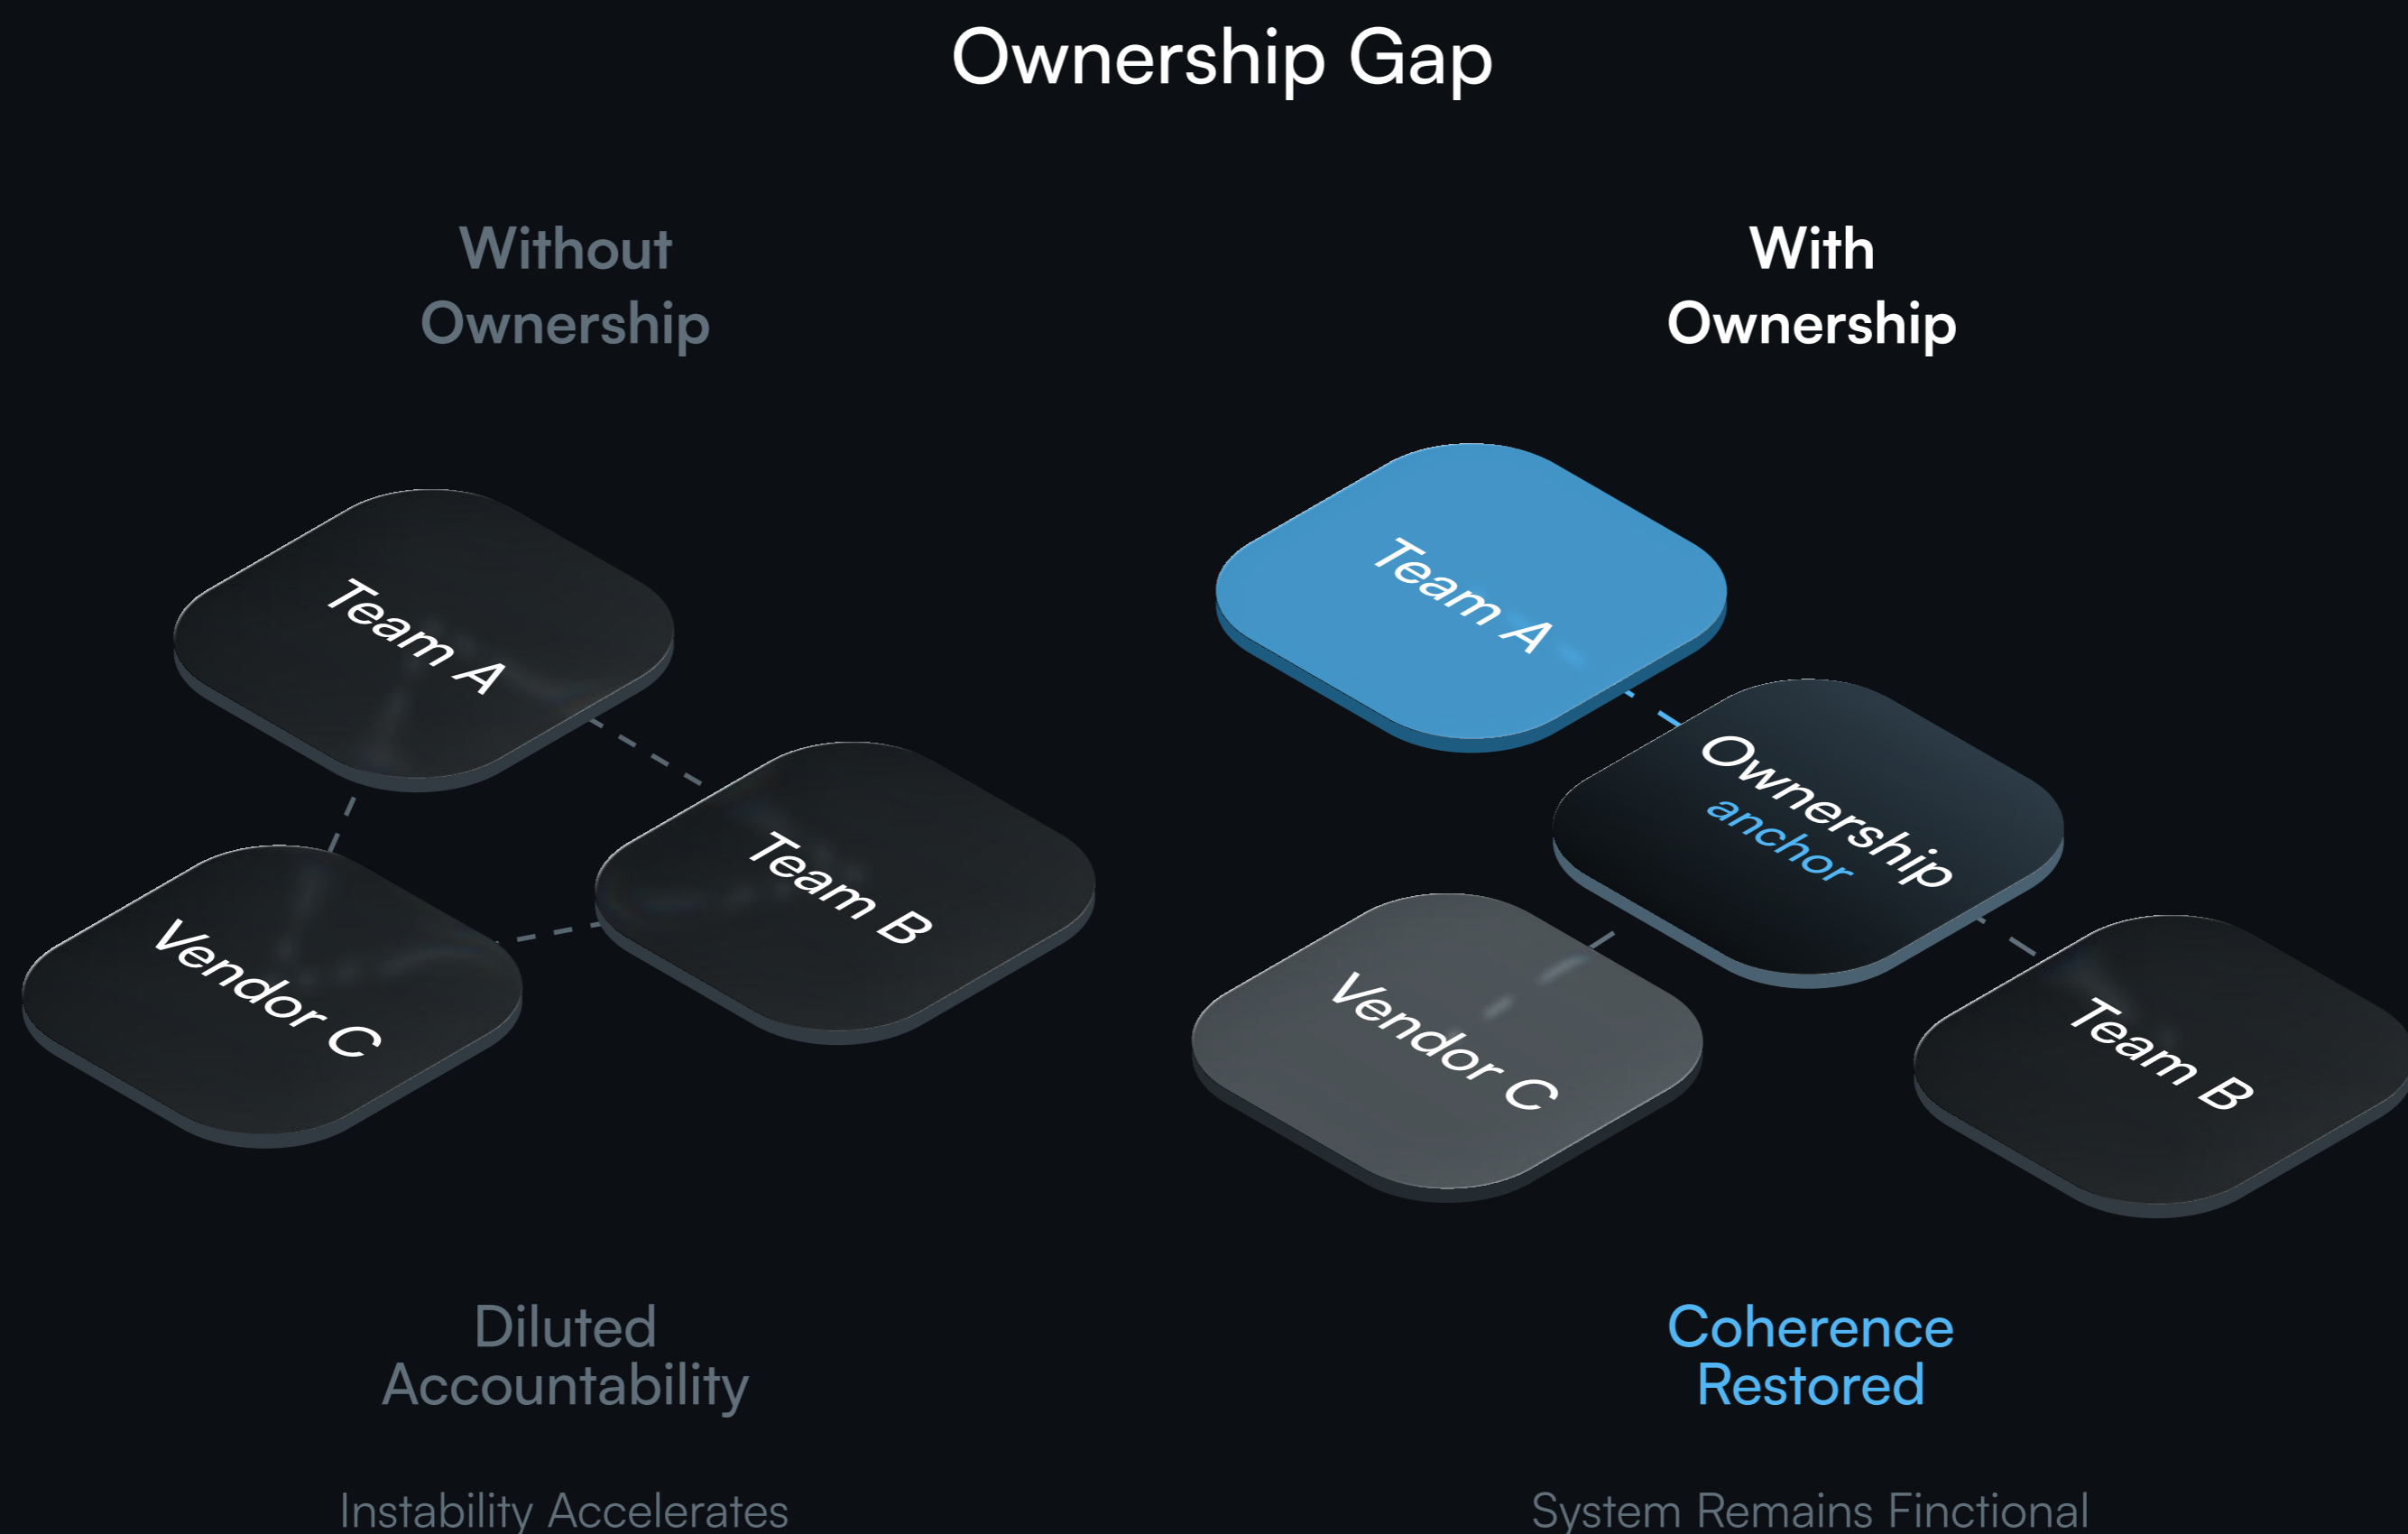 Ownership Gap
Without
Ownership
Team A
Team B
Vendor C
Diluted
Accountability
Instability Accelerates
With
Ownership
Team A
Ownership
anchor
Vendor C
Team B
Coherence
Restored
System Remains Finctional